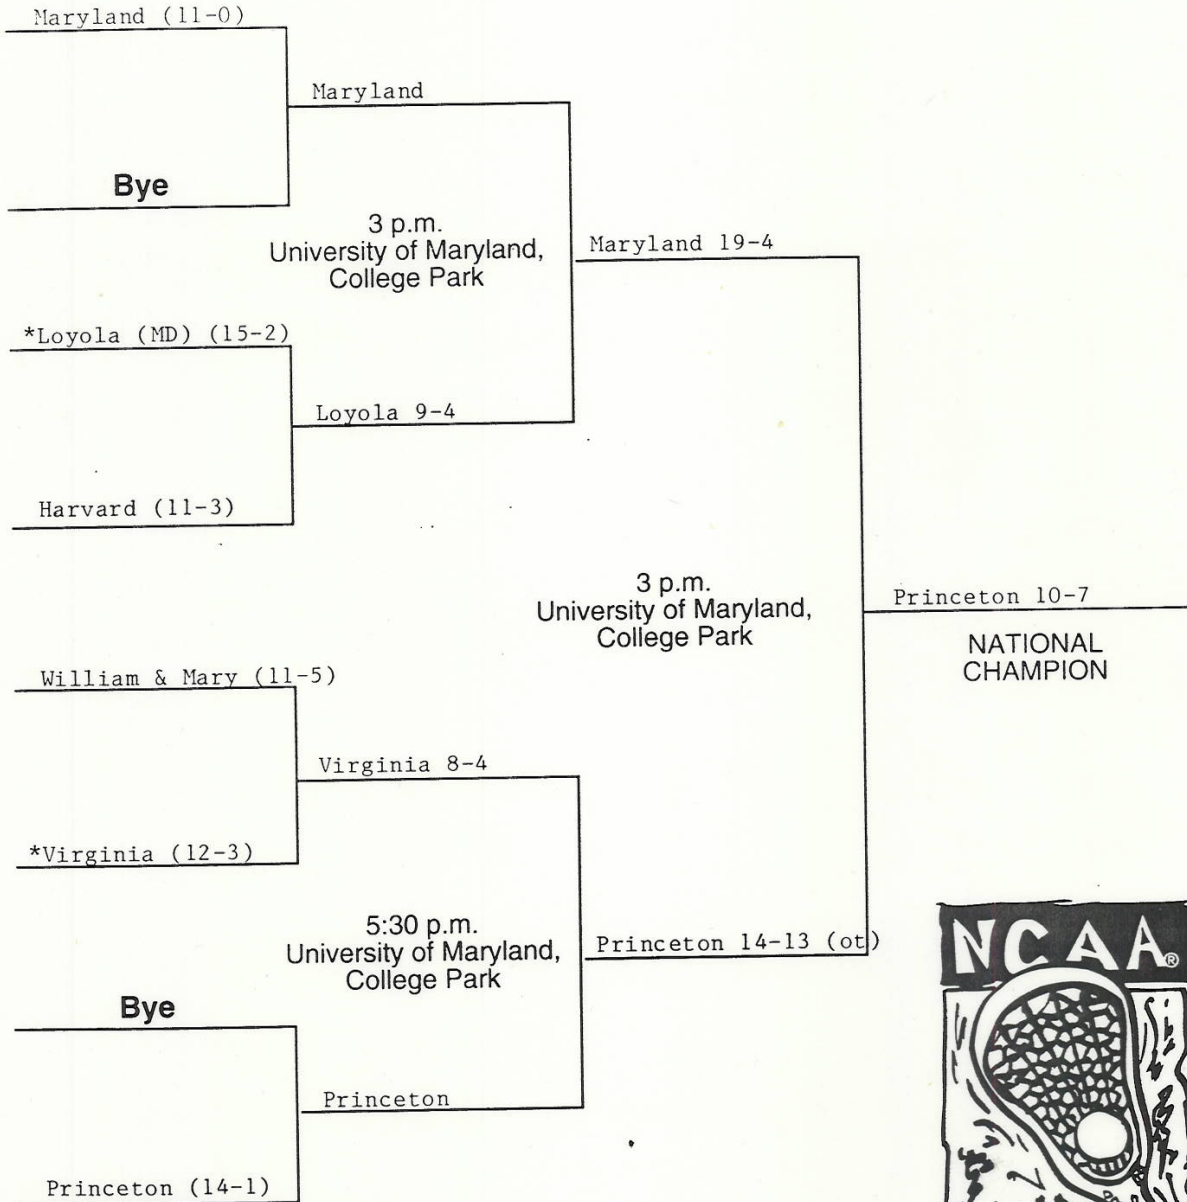 Maryland (11-0)
Maryland
Bye
3 p.m.
University of Maryland,
College Park
Maryland 19-4
*Loyola (MD) (15-2)
Loyola 9-4
Harvard (11-3)
3 p.m.
University of Maryland,
College Park
Princeton 10-7
NATIONAL
CHAMPION
William & Mary (11-5)
Virginia 8-4
*Virginia (12-3)
5:30 p.m.
University of Maryland,
College Park
Princeton 14-13 (ot)
Bye
Princeton
Princeton (14-1)
NCAA®